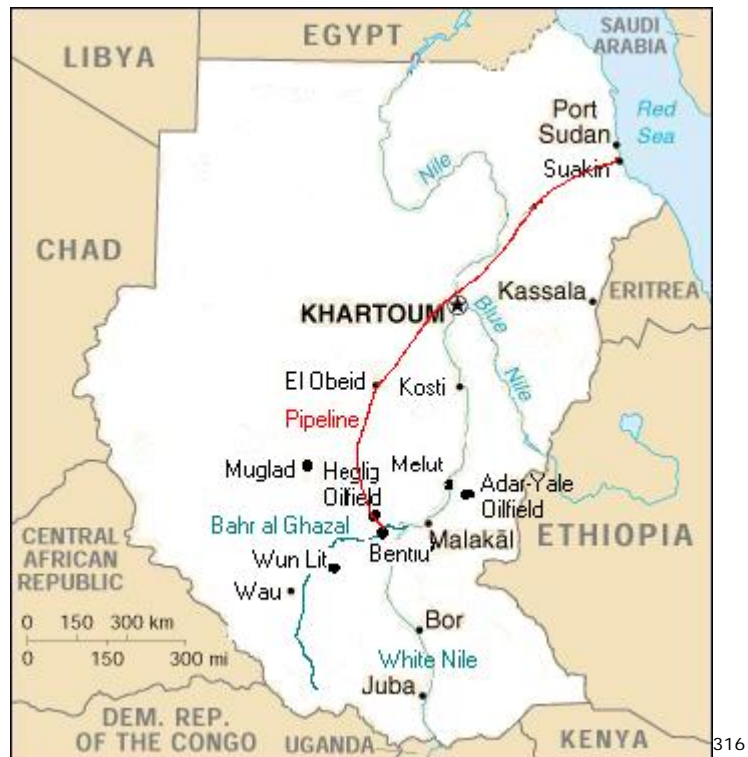 EGYPT
SAUDI
ARABIA
LIBYA
Port
Sudan
Red
Sea
Suakin
Nile
CHAD
KHARTOUM
Kassala
ERITREA
Blue
Nile
El Obeid
Kosti
Pipeline
Muglad
Heglig
Oilfield
Melut
Adar-Yale
Oilfield
Bahr al Ghazal
Bentiu
Malakāl
ETHIOPIA
CENTRAL
AFRICAN
REPUBLIC
Wun Lit
Wau
0 150 300 km
0 150 300 mi
Bor
White Nile
Juba
DEM. REP.
OF THE CONGO
UGANDA
KENYA
316